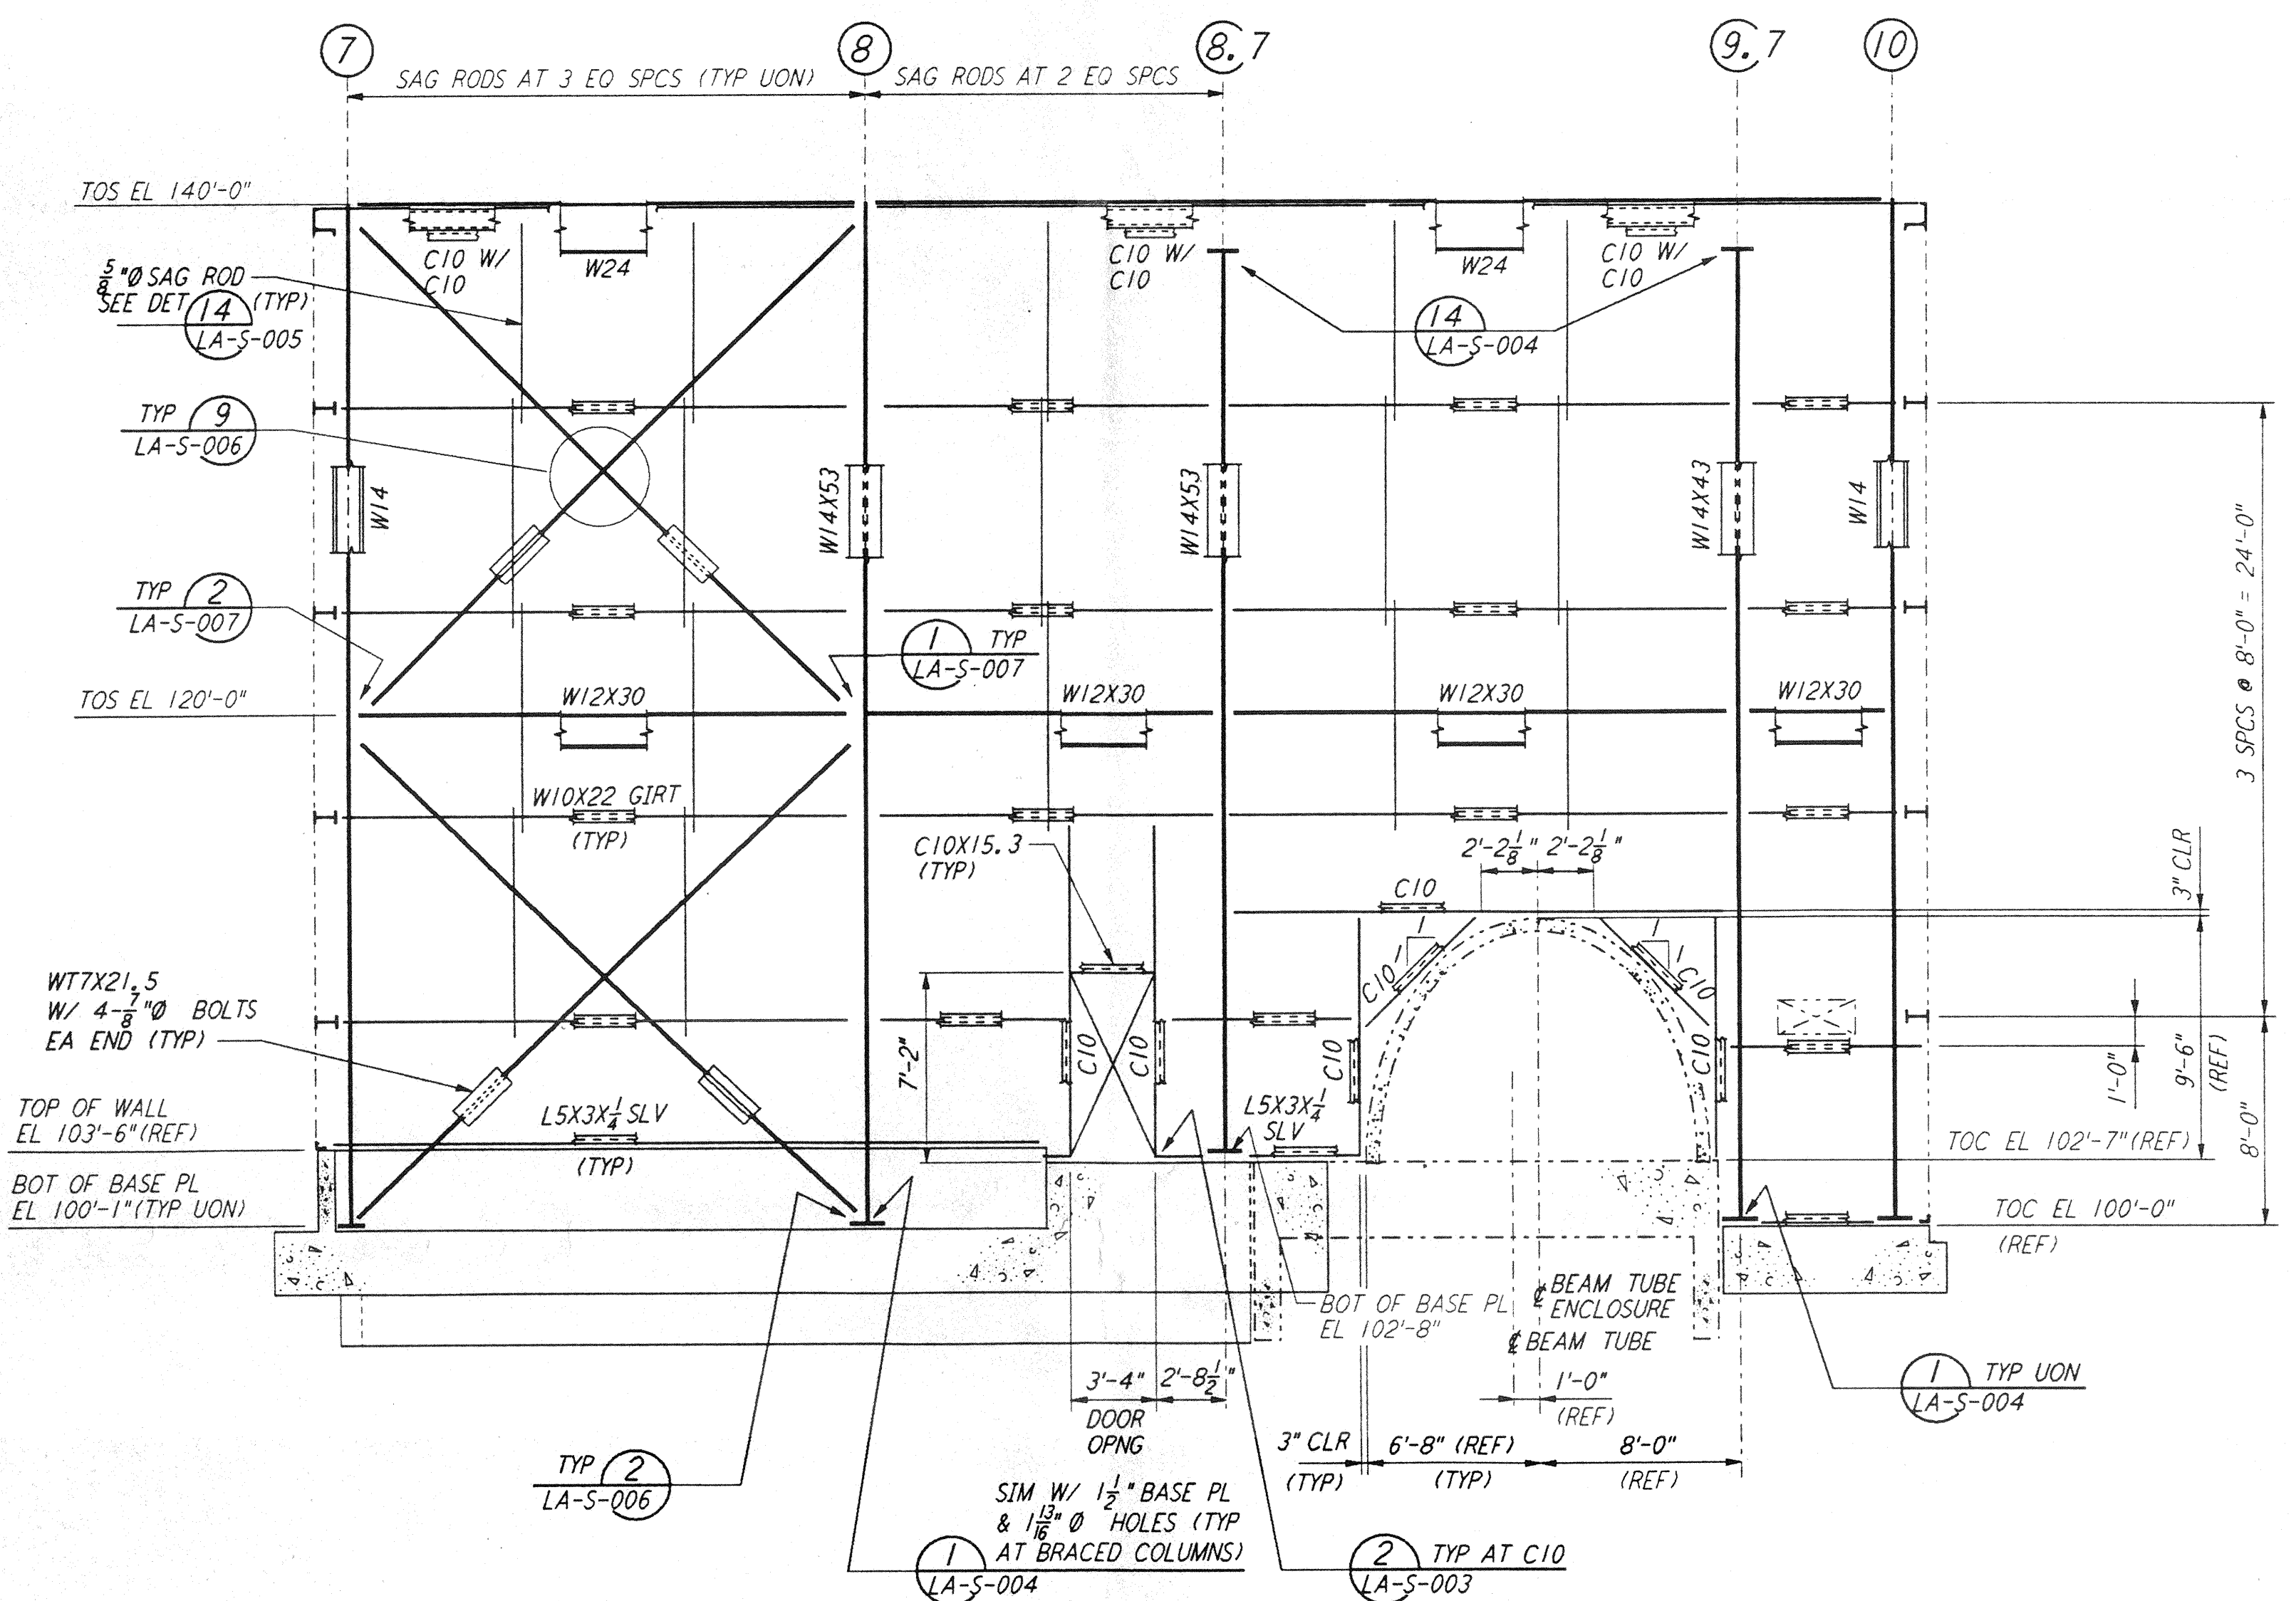 7
8
8.7
9.7
10
SAG RODS AT 3 EQ SPCS (TYP UON)
SAG RODS AT 2 EQ SPCS
TOS EL 140'-0"
C10 W/
C10
W24
C10 W/
C10
W24
C10 W/
C10
5/8"Ø SAG ROD
SEE DET 14 (TYP)
LA-S-005
14
LA-S-004
TYP 9
LA-S-006
W14
W14X53
W14X53
W14X43
W14
3 SPCS @ 8'-0" = 24'-0"
TYP 2
LA-S-007
1 TYP
LA-S-007
TOS EL 120'-0"
W12X30
W12X30
W12X30
W12X30
W10X22 GIRT
(TYP)
C10X15.3
(TYP)
2'-2 1/8" 2'-2 1/8"
3" CLR
C10
1
1
1
1
C10
C10
WT7X21.5
W/ 4-7/8"Ø BOLTS
EA END (TYP)
7'-2"
C10
C10
C10
C10
1'-0"
9'-6"
(REF)
8'-0"
L5X3X1/4 SLV
(TYP)
L5X3X1/4
SLV
TOP OF WALL
EL 103'-6"(REF)
TOC EL 102'-7"(REF)
BOT OF BASE PL
EL 100'-1"(TYP UON)
TOC EL 100'-0"
(REF)
BOT OF BASE PL
EL 102'-8"
℄ BEAM TUBE
ENCLOSURE
℄ BEAM TUBE
3'-4" 2'-8 1/2"
DOOR
OPNG
1'-0"
(REF)
1 TYP UON
LA-S-004
3" CLR
(TYP)
6'-8" (REF)
(TYP)
8'-0"
(REF)
TYP 2
LA-S-006
SIM W/ 1 1/2" BASE PL
& 1 13/16" Ø HOLES (TYP
1 AT BRACED COLUMNS)
LA-S-004
2 TYP AT C10
LA-S-003